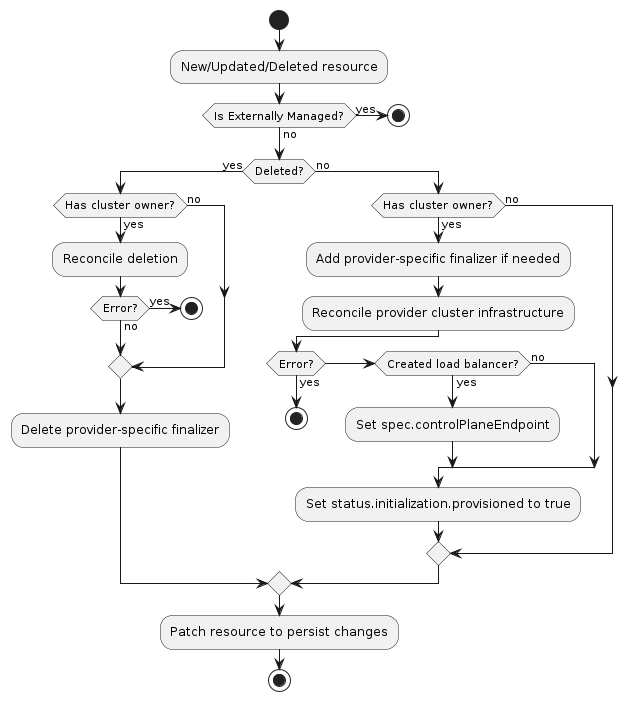 New/Updated/Deleted resource
Is Externally Managed?
yes
no
Deleted?
yes
no
Has cluster owner?
no
yes
Reconcile deletion
Error?
yes
no
Delete provider-specific finalizer
Has cluster owner?
no
yes
Add provider-specific finalizer if needed
Reconcile provider cluster infrastructure
Error?
yes
Created load balancer?
no
yes
Set spec.controlPlaneEndpoint
Set status.initialization.provisioned to true
Patch resource to persist changes